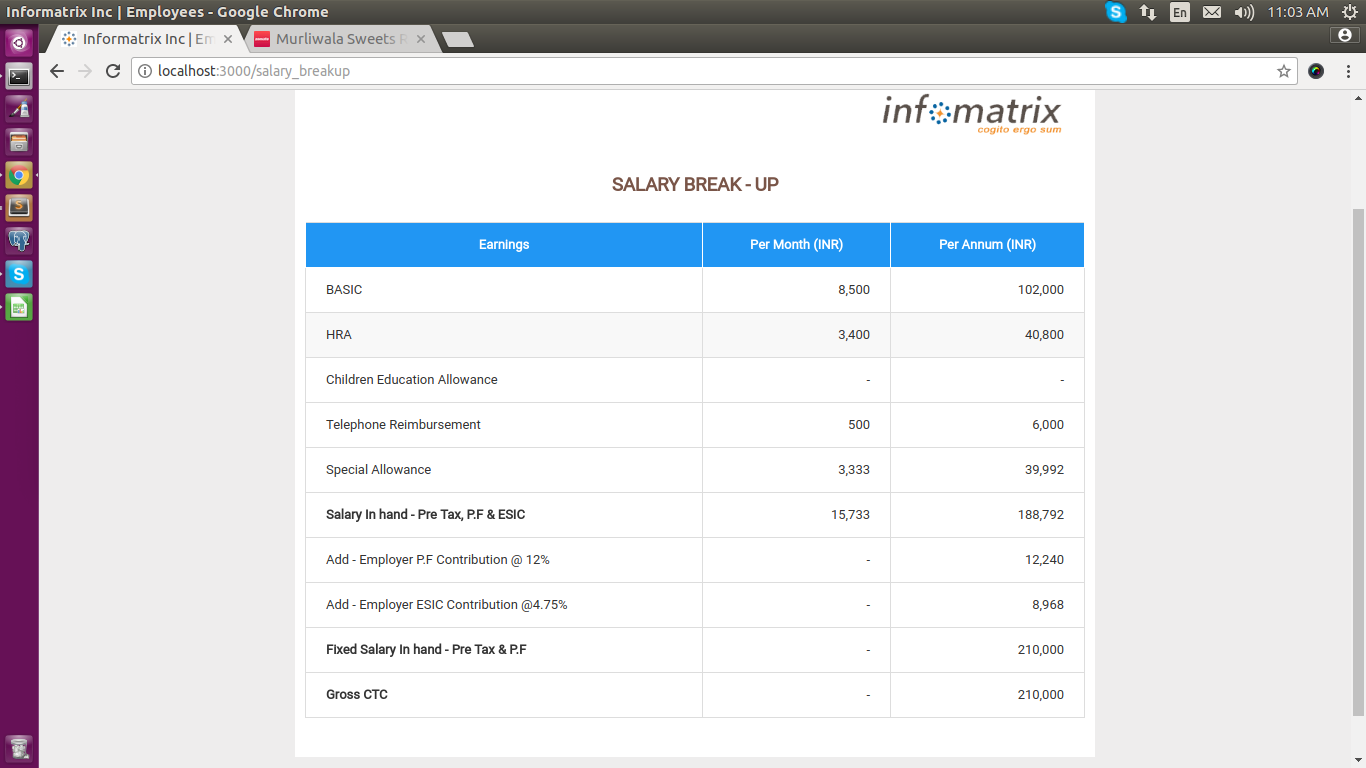 Informatrix Inc | Employees - Google Chrome
En 11:03 AM
Informatrix Inc | Em × Murliwala Sweets R ×
localhost:3000/salary_breakup
infomatrix
cogito ergo sum
SALARY BREAK - UP
Earnings Per Month (INR) Per Annum (INR)
BASIC 8,500 102,000
HRA 3,400 40,800
Children Education Allowance - -
Telephone Reimbursement 500 6,000
Special Allowance 3,333 39,992
Salary In hand - Pre Tax, P.F & ESIC 15,733 188,792
Add - Employer P.F Contribution @ 12% - 12,240
Add - Employer ESIC Contribution @4.75% - 8,968
Fixed Salary In hand - Pre Tax & P.F - 210,000
Gross CTC - 210,000